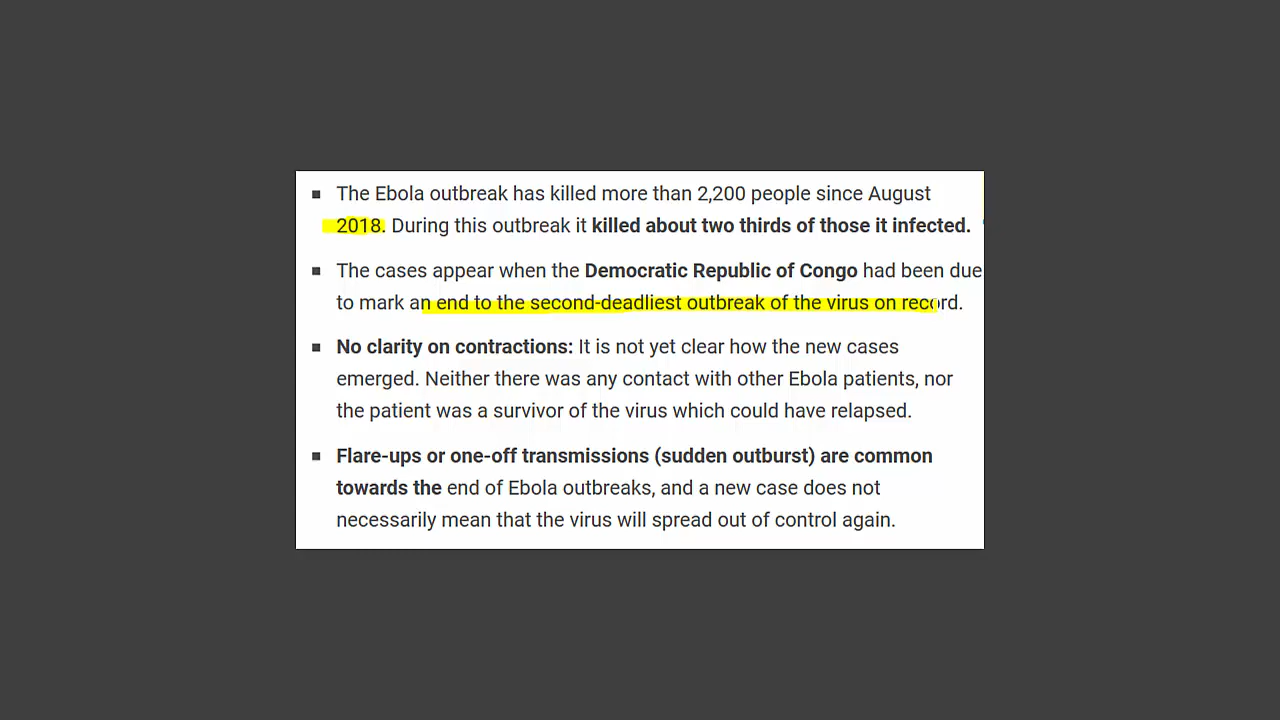 ▪ The Ebola outbreak has killed more than 2,200 people since August
2018. During this outbreak it killed about two thirds of those it infected.
▪ The cases appear when the Democratic Republic of Congo had been due
to mark an end to the second-deadliest outbreak of the virus on record.
▪ No clarity on contractions: It is not yet clear how the new cases
emerged. Neither there was any contact with other Ebola patients, nor
the patient was a survivor of the virus which could have relapsed.
▪ Flare-ups or one-off transmissions (sudden outburst) are common
towards the end of Ebola outbreaks, and a new case does not
necessarily mean that the virus will spread out of control again.